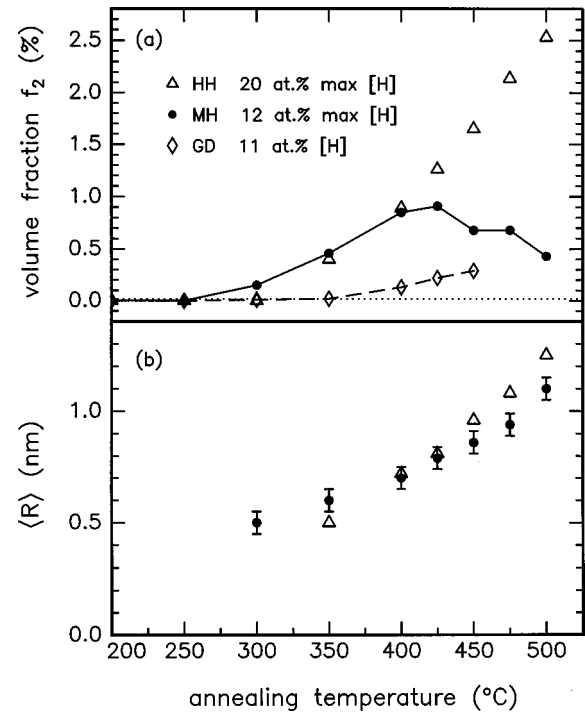 (a)
△ HH 20 at.% max [H]
● MH 12 at.% max [H]
◇ GD 11 at.% [H]
volume fraction f₂ (%)
2.5
2.0
1.5
1.0
0.5
0.0
(b)
⟨R⟩ (nm)
1.0
0.5
0.0
200 250 300 350 400 450 500
annealing temperature (°C)